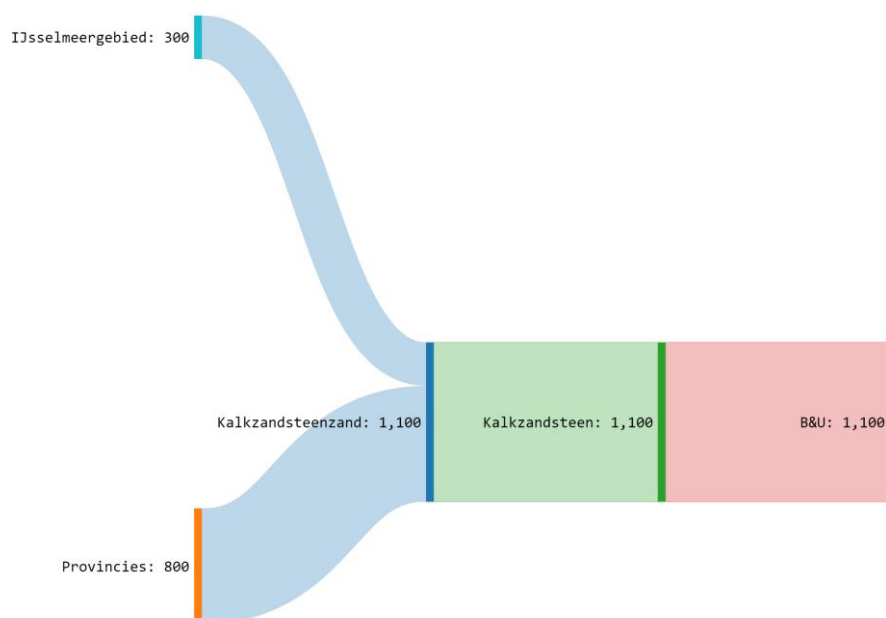 IJsselmeergebied: 300
Kalkzandsteenzand: 1,100
Kalkzandsteen: 1,100
B&U: 1,100
Provincies: 800